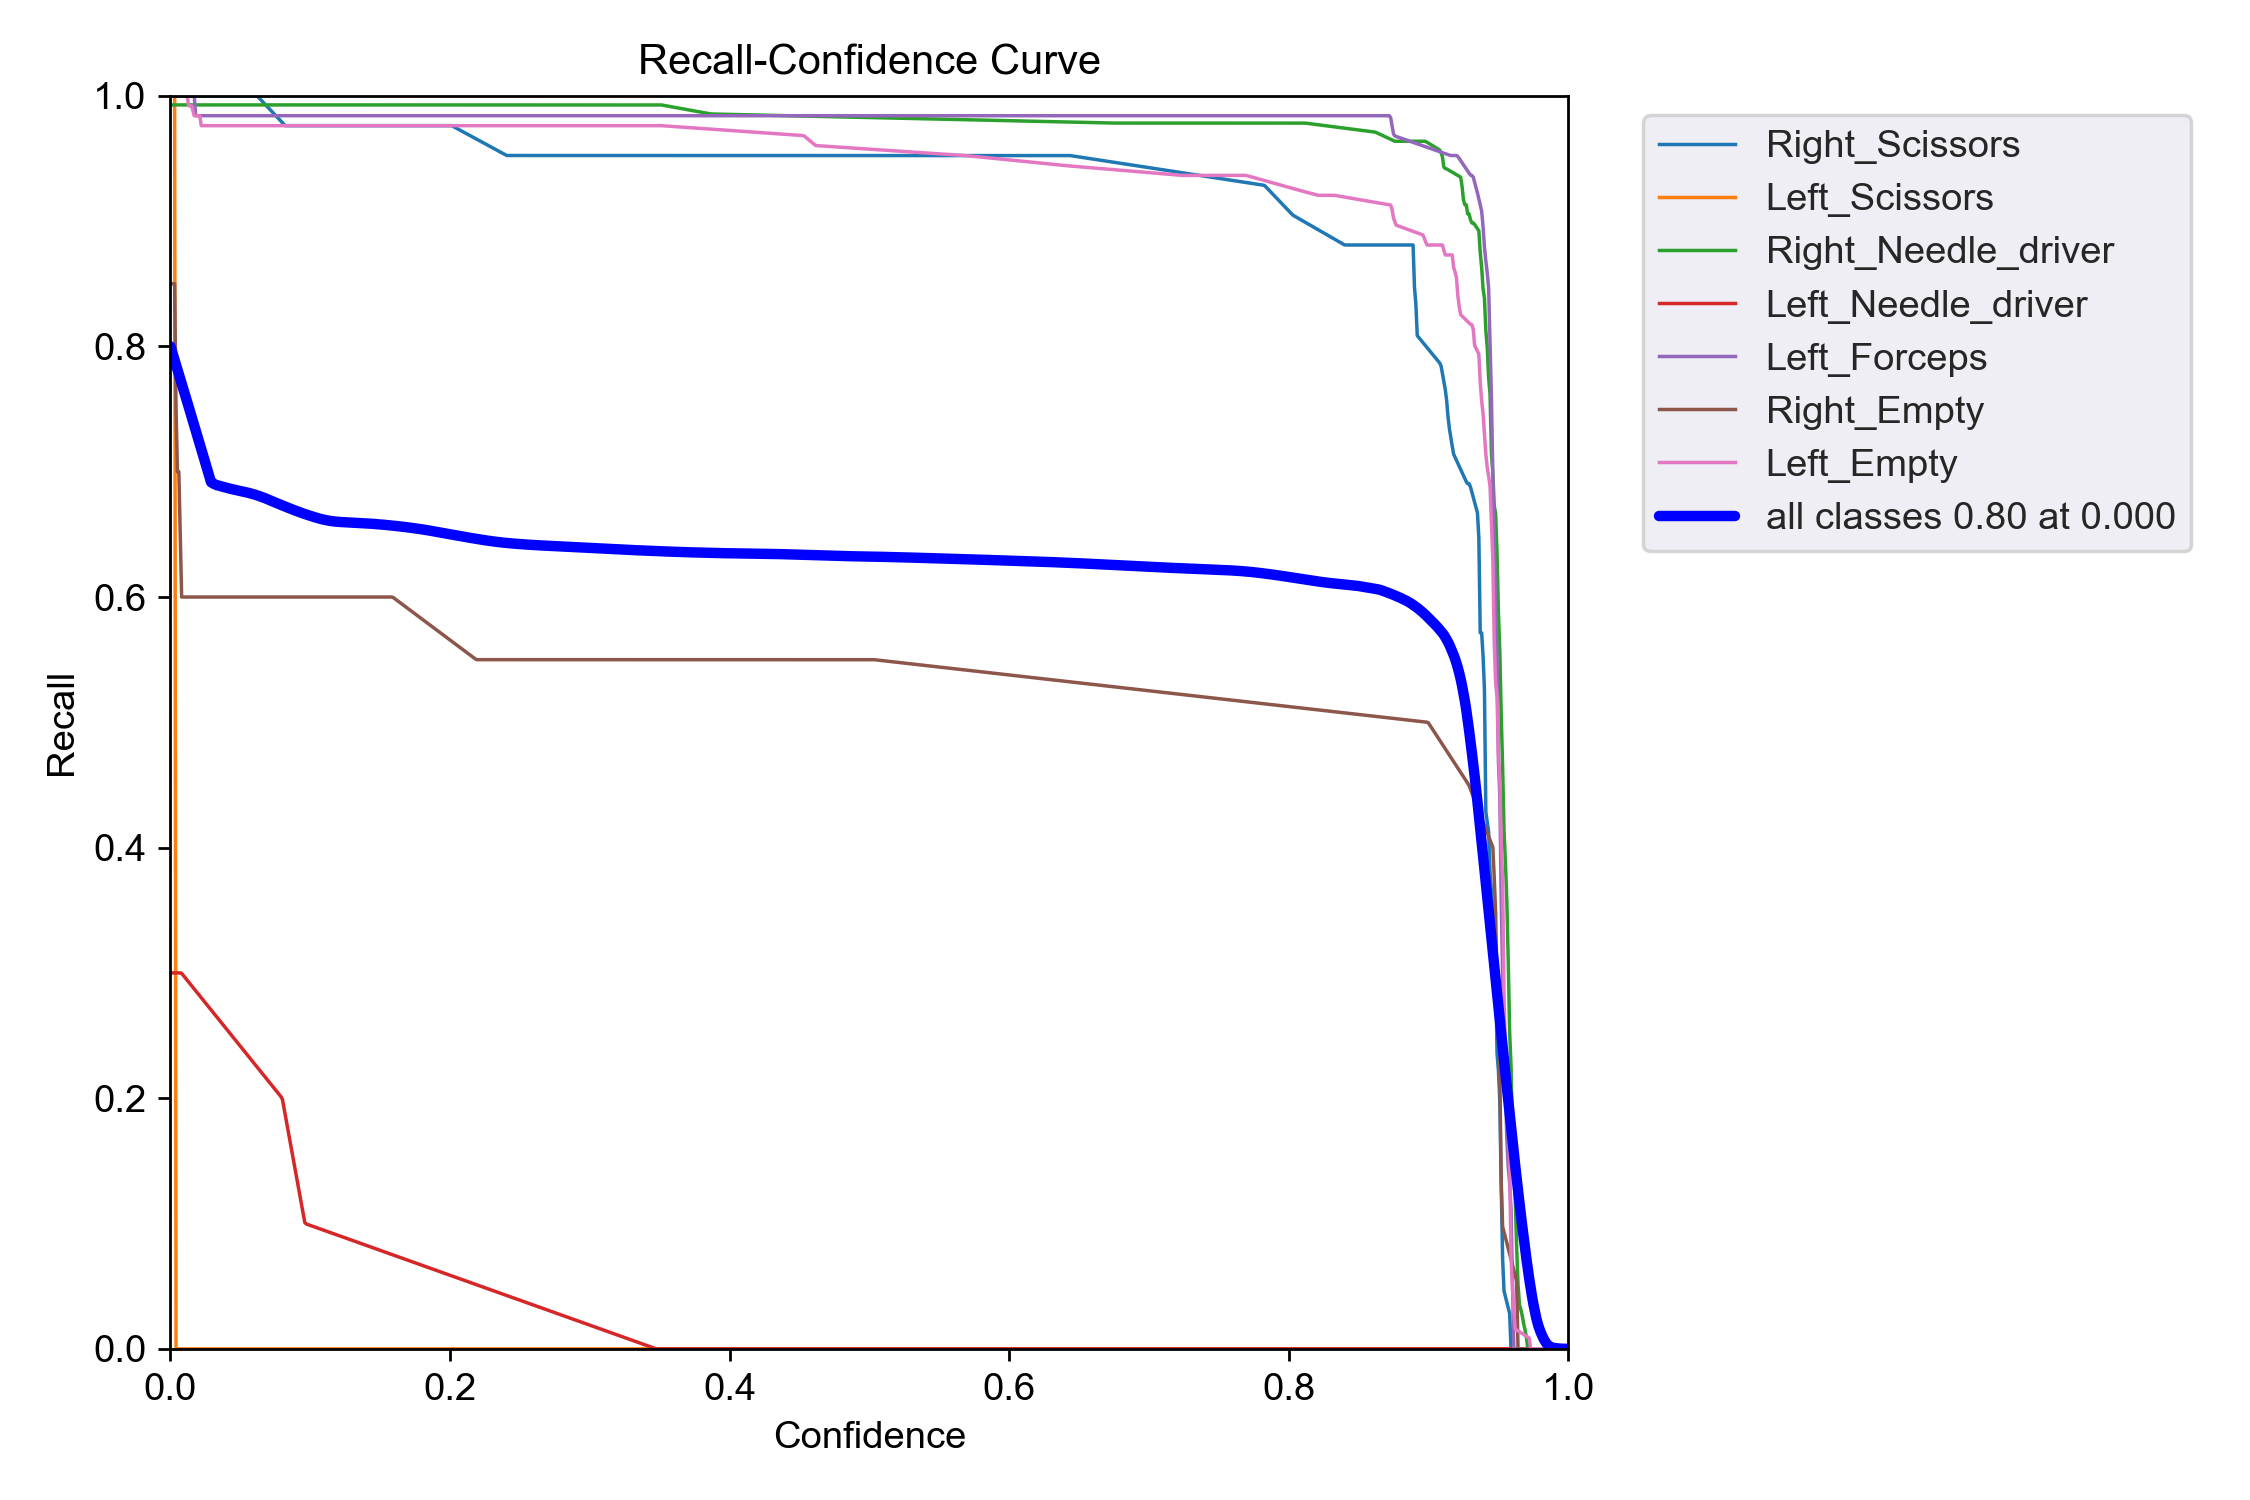 Recall-Confidence Curve
1.0
0.8
0.6
0.4
0.2
0.0
Recall
0.0 0.2 0.4 0.6 0.8 1.0
Confidence
Right_Scissors
Left_Scissors
Right_Needle_driver
Left_Needle_driver
Left_Forceps
Right_Empty
Left_Empty
all classes 0.80 at 0.000